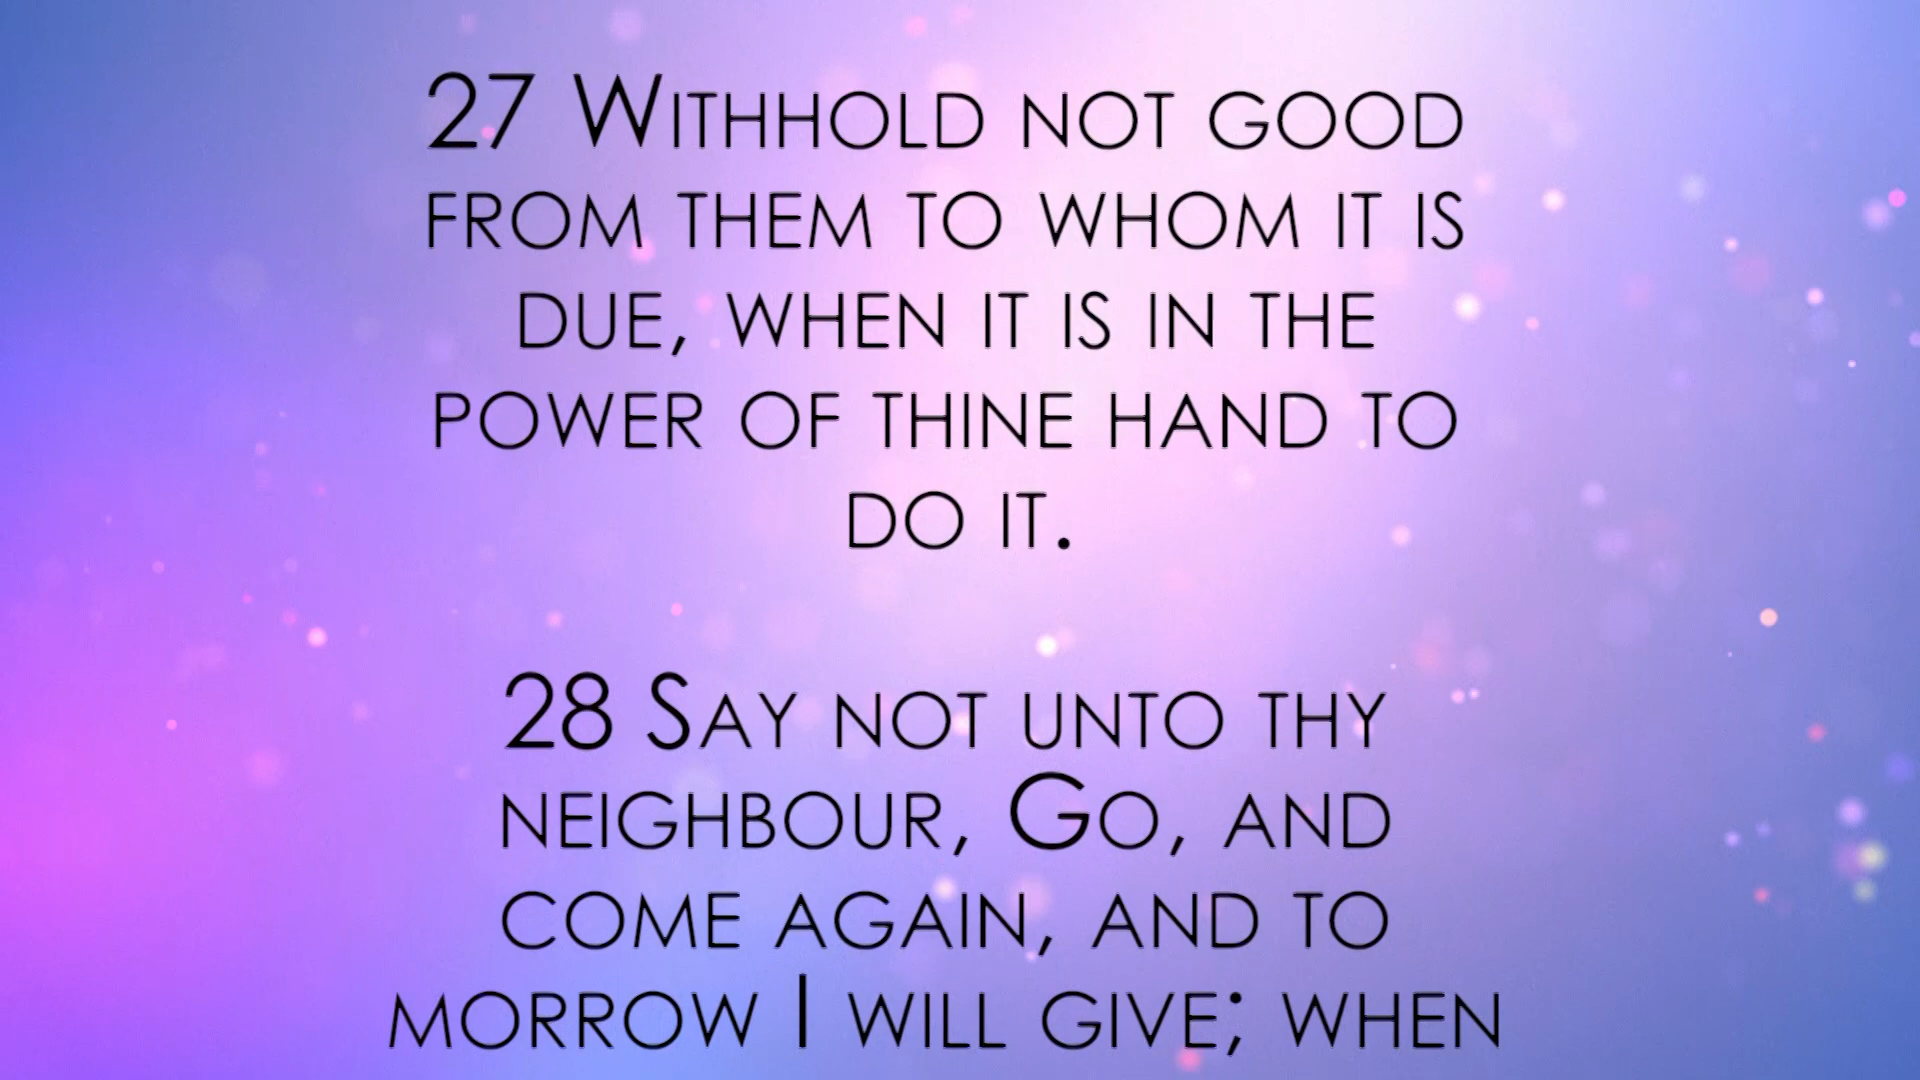 27 Withhold not good
from them to whom it is
due, when it is in the
power of thine hand to
do it.
28 Say not unto thy
neighbour, Go, and
come again, and to
morrow I will give; when